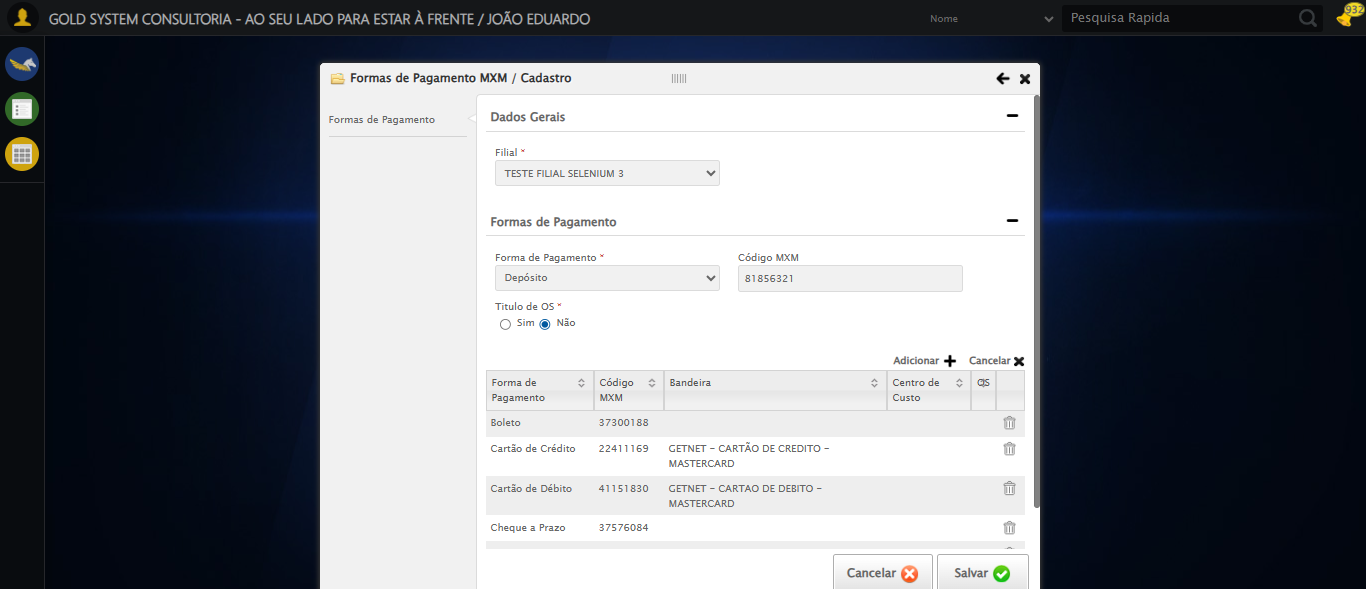 GOLD SYSTEM CONSULTORIA - AO SEU LADO PARA ESTAR À FRENTE / JOÃO EDUARDO
Nome
Pesquisa Rapida
932
Formas de Pagamento MXM / Cadastro
Formas de Pagamento
Dados Gerais
Filial *
TESTE FILIAL SELENIUM 3
Formas de Pagamento
Forma de Pagamento * Código MXM
Depósito 81856321
Titulo de OS *
Sim Não
Adicionar Cancelar
Forma de Pagamento Código MXM Bandeira Centro de Custo OS
Boleto 37300188
Cartão de Crédito 22411169 GETNET - CARTÃO DE CREDITO -
MASTERCARD
Cartão de Débito 41151830 GETNET - CARTAO DE DEBITO -
MASTERCARD
Cheque a Prazo 37576084
Cancelar Salvar